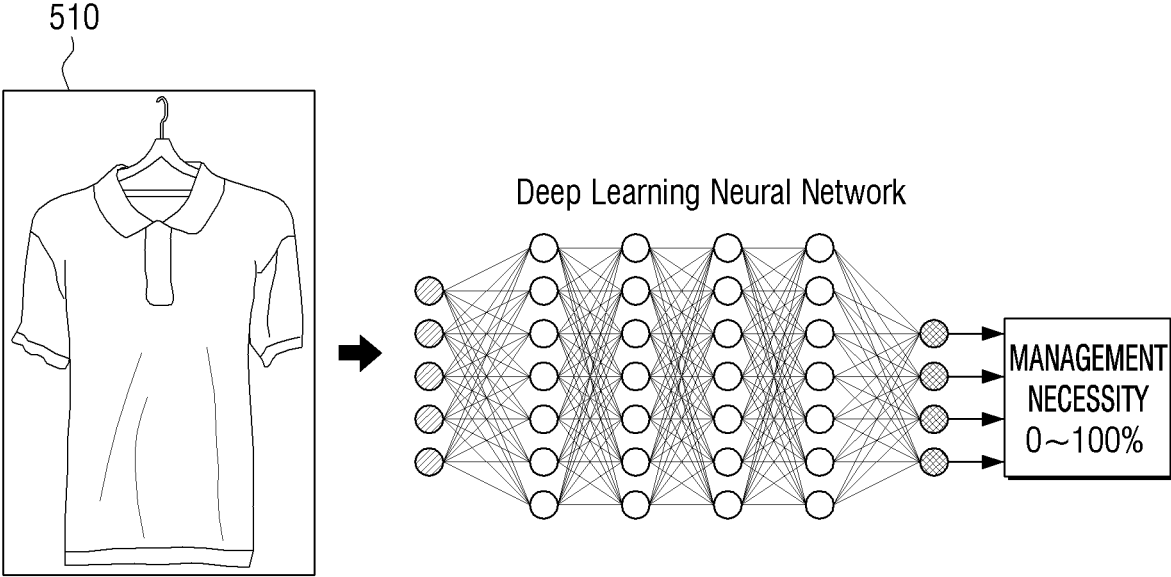 510
Deep Learning Neural Network
MANAGEMENT
NECESSITY
0~100%